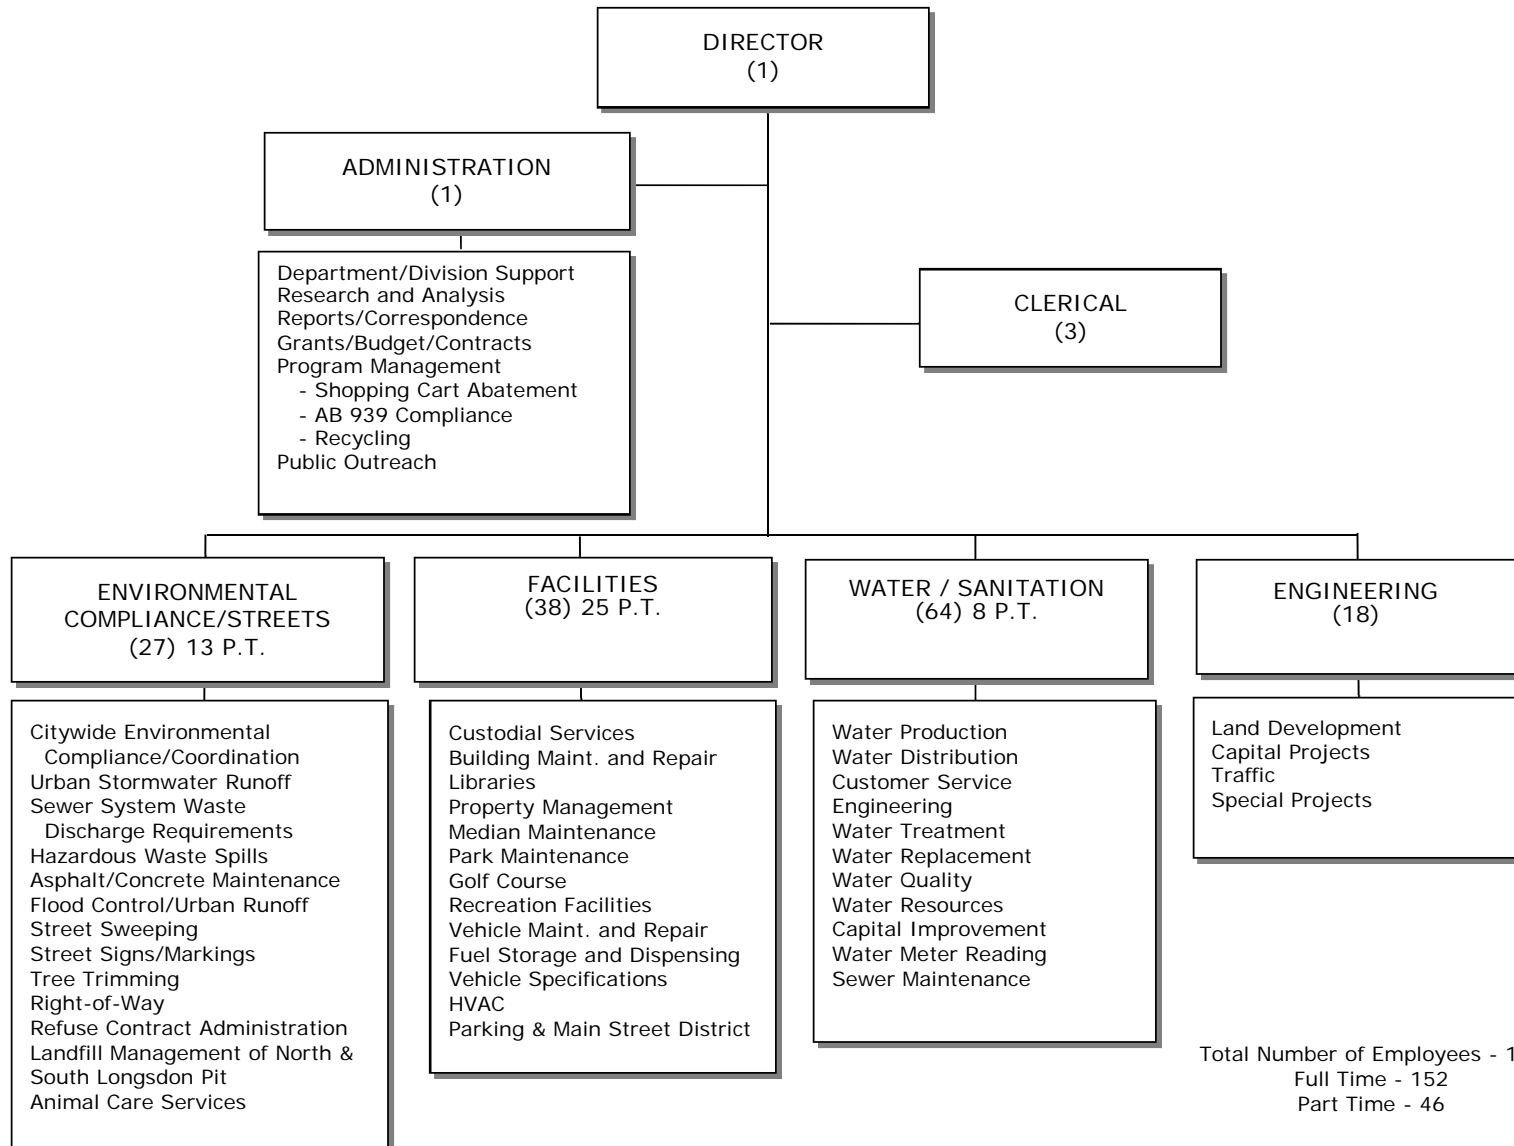 DIRECTOR
(1)
ADMINISTRATION
(1)
Department/Division Support
Research and Analysis
Reports/Correspondence
Grants/Budget/Contracts
Program Management
- Shopping Cart Abatement
- AB 939 Compliance
- Recycling
Public Outreach
CLERICAL
(3)
ENVIRONMENTAL
COMPLIANCE/STREETS
(27) 13 P.T.
Citywide Environmental
Compliance/Coordination
Urban Stormwater Runoff
Sewer System Waste
Discharge Requirements
Hazardous Waste Spills
Asphalt/Concrete Maintenance
Flood Control/Urban Runoff
Street Sweeping
Street Signs/Markings
Tree Trimming
Right-of-Way
Refuse Contract Administration
Landfill Management of North &
South Longsdon Pit
Animal Care Services
FACILITIES
(38) 25 P.T.
Custodial Services
Building Maint. and Repair
Libraries
Property Management
Median Maintenance
Park Maintenance
Golf Course
Recreation Facilities
Vehicle Maint. and Repair
Fuel Storage and Dispensing
Vehicle Specifications
HVAC
Parking & Main Street District
WATER / SANITATION
(64) 8 P.T.
Water Production
Water Distribution
Customer Service
Engineering
Water Treatment
Water Replacement
Water Quality
Water Resources
Capital Improvement
Water Meter Reading
Sewer Maintenance
ENGINEERING
(18)
Land Development
Capital Projects
Traffic
Special Projects
Total Number of Employees - 1
Full Time - 152
Part Time - 46